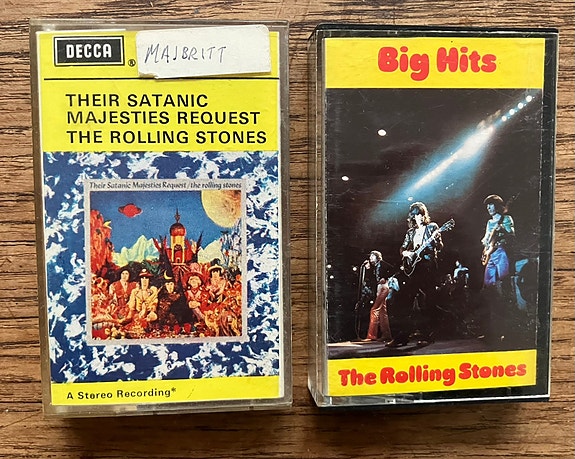 DECCA
®
MAJBRITT
THEIR SATANIC
MAJESTIES REQUEST
THE ROLLING STONES
Their Satanic Majesties Request / the rolling stones
A Stereo Recording*
Big Hits
The Rolling Stones